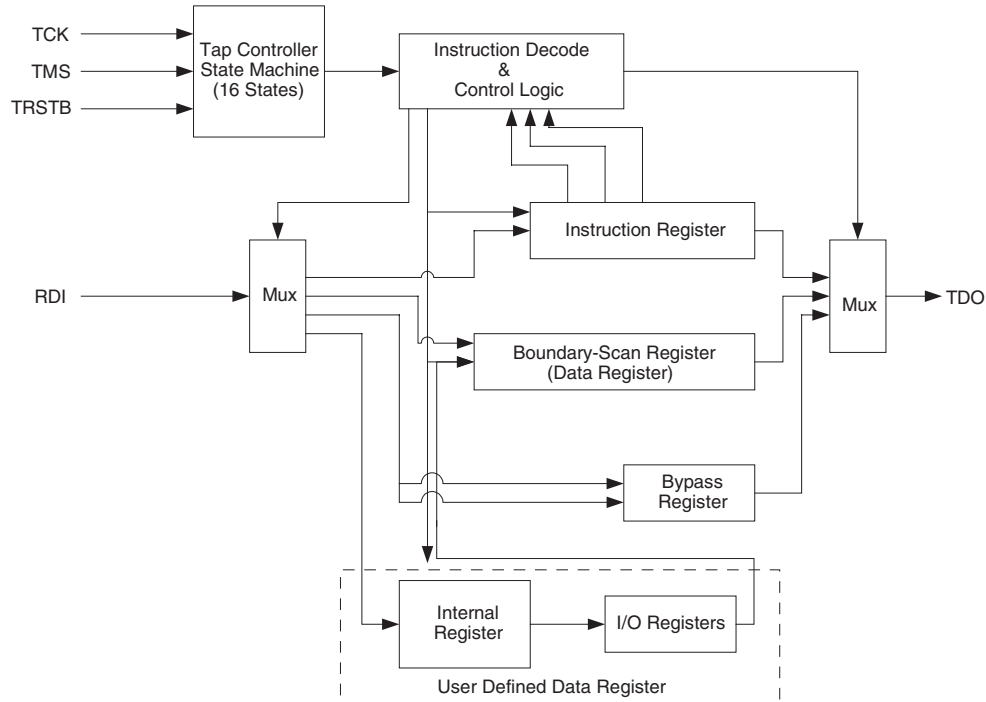 TCK
TMS
TRSTB
Tap Controller
State Machine
(16 States)
Instruction Decode
&
Control Logic
Instruction Register
RDI
Mux
Mux
TDO
Boundary-Scan Register
(Data Register)
Bypass
Register
Internal
Register
I/O Registers
User Defined Data Register